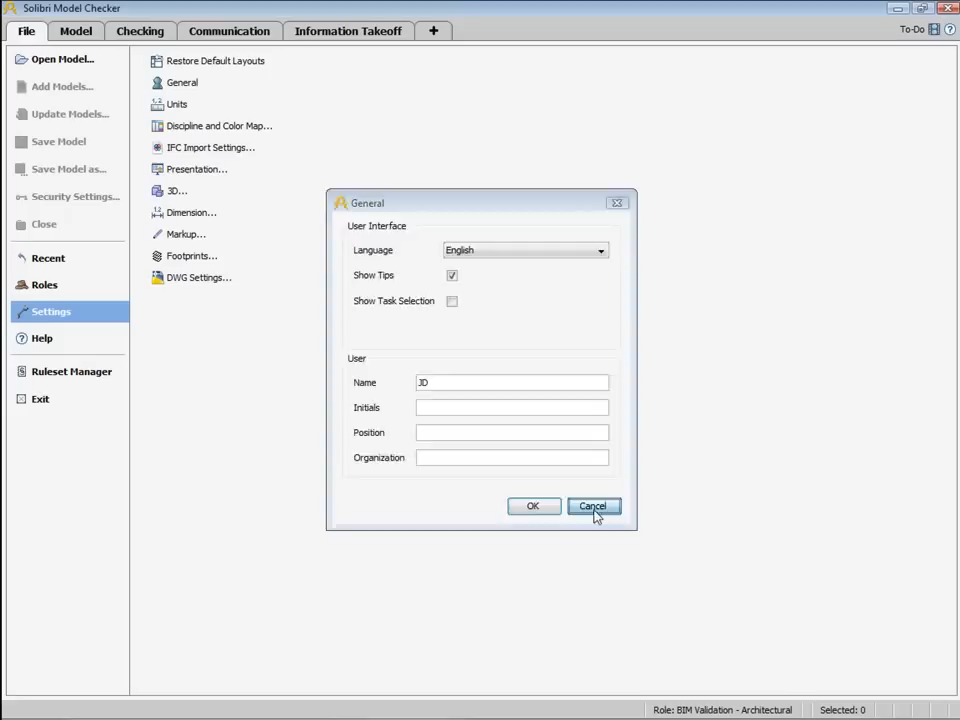 Solibri Model Checker
File
Model
Checking
Communication
Information Takeoff
+
To-Do
?
Open Model...
Add Models...
Update Models...
Save Model
Save Model as...
Security Settings...
Close
Recent
Roles
Settings
Help
Ruleset Manager
Exit
Restore Default Layouts
General
Units
Discipline and Color Map...
IFC Import Settings...
Presentation...
3D...
Dimension...
Markup...
Footprints...
DWG Settings...
General
User Interface
Language English
Show Tips
Show Task Selection
User
Name JD
Initials
Position
Organization
OK Cancel
Role: BIM Validation - Architectural Selected: 0